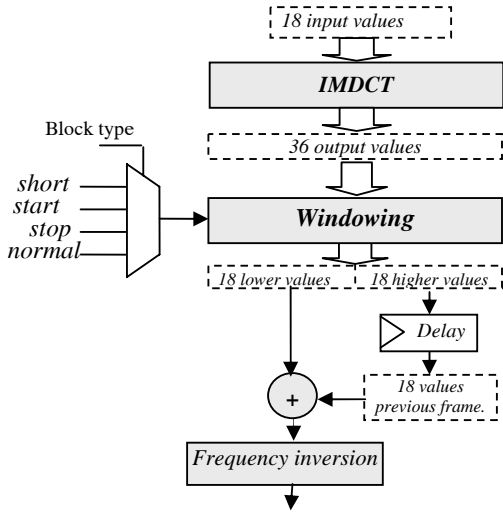 18 input values
IMDCT
36 output values
Block type
short
start
stop
normal
Windowing
18 lower values
18 higher values
Delay
18 values
previous frame.
+
Frequency inversion